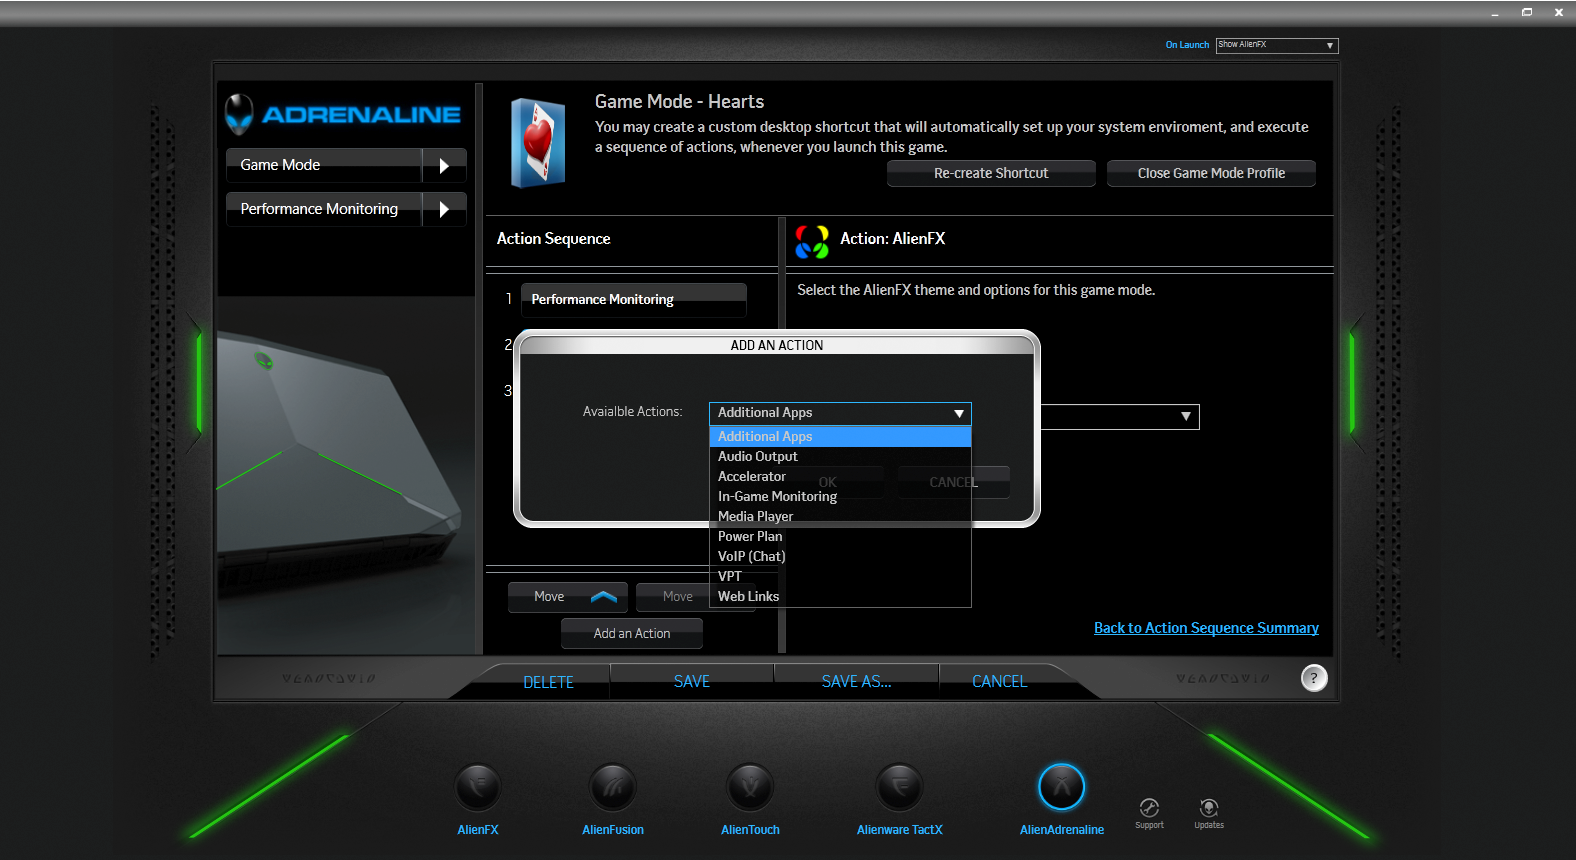 On Launch
Show AlienFX
ADRENALINE
Game Mode
Performance Monitoring
Game Mode - Hearts
You may create a custom desktop shortcut that will automatically set up your system enviroment, and execute
a sequence of actions, whenever you launch this game.
Re-create Shortcut
Close Game Mode Profile
Action Sequence
Action: AlienFX
Select the AlienFX theme and options for this game mode.
1
Performance Monitoring
2
3
ADD AN ACTION
Avaialble Actions:
Additional Apps
Additional Apps
Audio Output
Accelerator
In-Game Monitoring
Media Player
Power Plan
VoIP (Chat)
VPT
Web Links
OK
CANCEL
Move
Move
Add an Action
Back to Action Sequence Summary
DELETE
SAVE
SAVE AS...
CANCEL
?
AlienFX
AlienFusion
AlienTouch
Alienware TactX
AlienAdrenaline
Support
Updates